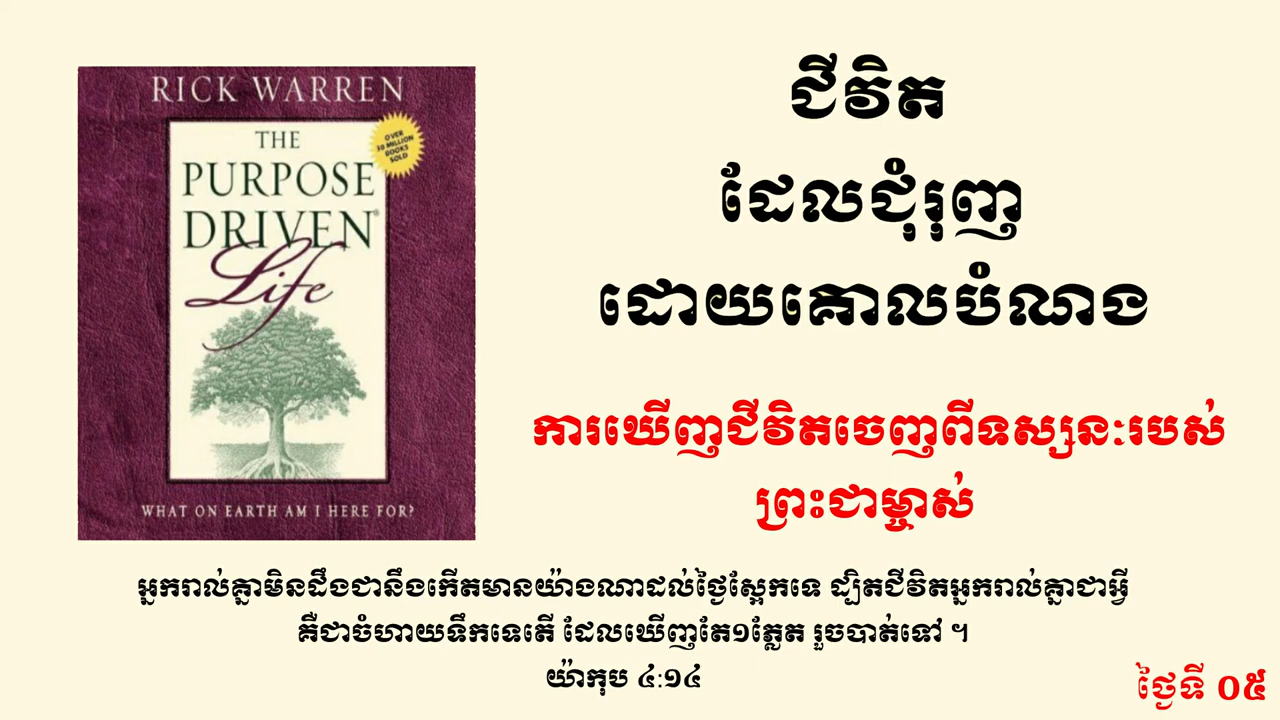 RICK WARREN
THE
PURPOSE
DRIVEN®
Life
OVER
30 MILLION
BOOKS
SOLD
WHAT ON EARTH AM I HERE FOR?
ជីវិត
ដែលជុំរុញ
ដោយគោលបំណង
ការឃើញជីវិតចេញពីទស្សនៈរបស់
ព្រះជាម្ចាស់
អ្នករាល់គ្នាមិនដឹងជានឹងកើតមានយ៉ាងណាដល់ថ្ងៃស្អែកទេ ដ្បិតជីវិតអ្នករាល់គ្នាជាអ្វី
គឺជាចំហាយទឹកទេតើ ដែលឃើញតែ១ភ្លែត រួចបាត់ទៅ ។
យ៉ាកុប ៤:១៤
ថ្ងៃទី ០៥